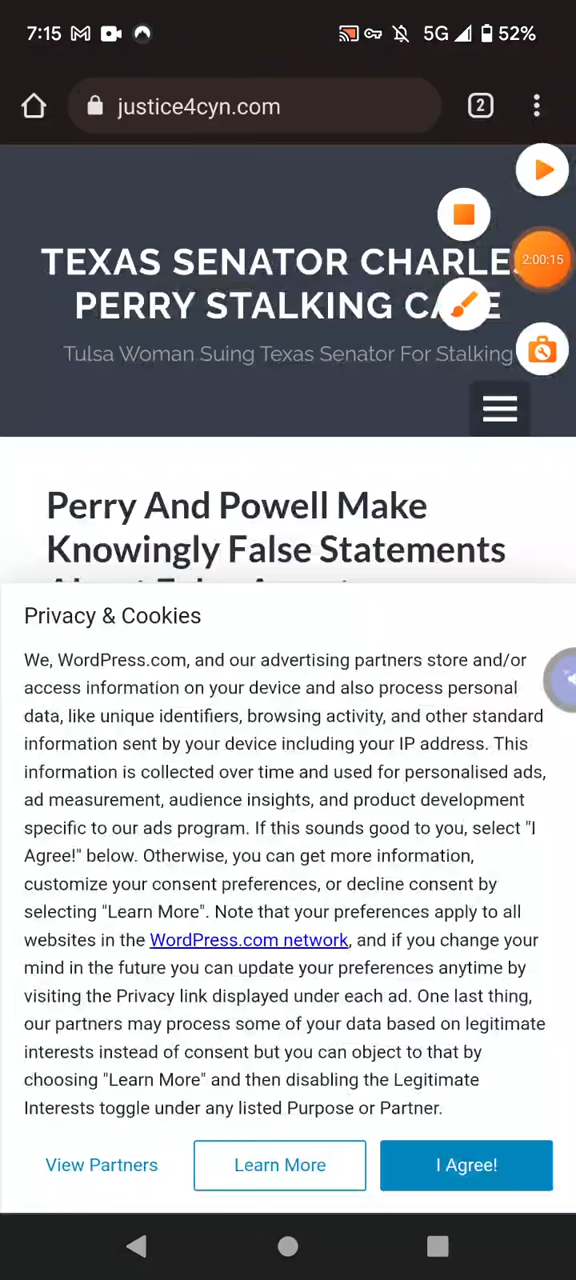 7:15 5G 52%
justice4cyn.com 2
TEXAS SENATOR CHARLE
2:00:15
PERRY STALKING C E
Tulsa Woman Suing Texas Senator For Stalking
Perry And Powell Make
Knowingly False Statements
Privacy & Cookies
We, WordPress.com, and our advertising partners store and/or
access information on your device and also process personal
data, like unique identifiers, browsing activity, and other standard
information sent by your device including your IP address. This
information is collected over time and used for personalised ads,
ad measurement, audience insights, and product development
specific to our ads program. If this sounds good to you, select "I
Agree!" below. Otherwise, you can get more information,
customize your consent preferences, or decline consent by
selecting "Learn More". Note that your preferences apply to all
websites in the WordPress.com network, and if you change your
mind in the future you can update your preferences anytime by
visiting the Privacy link displayed under each ad. One last thing,
our partners may process some of your data based on legitimate
interests instead of consent but you can object to that by
choosing "Learn More" and then disabling the Legitimate
Interests toggle under any listed Purpose or Partner.
View Partners Learn More I Agree!